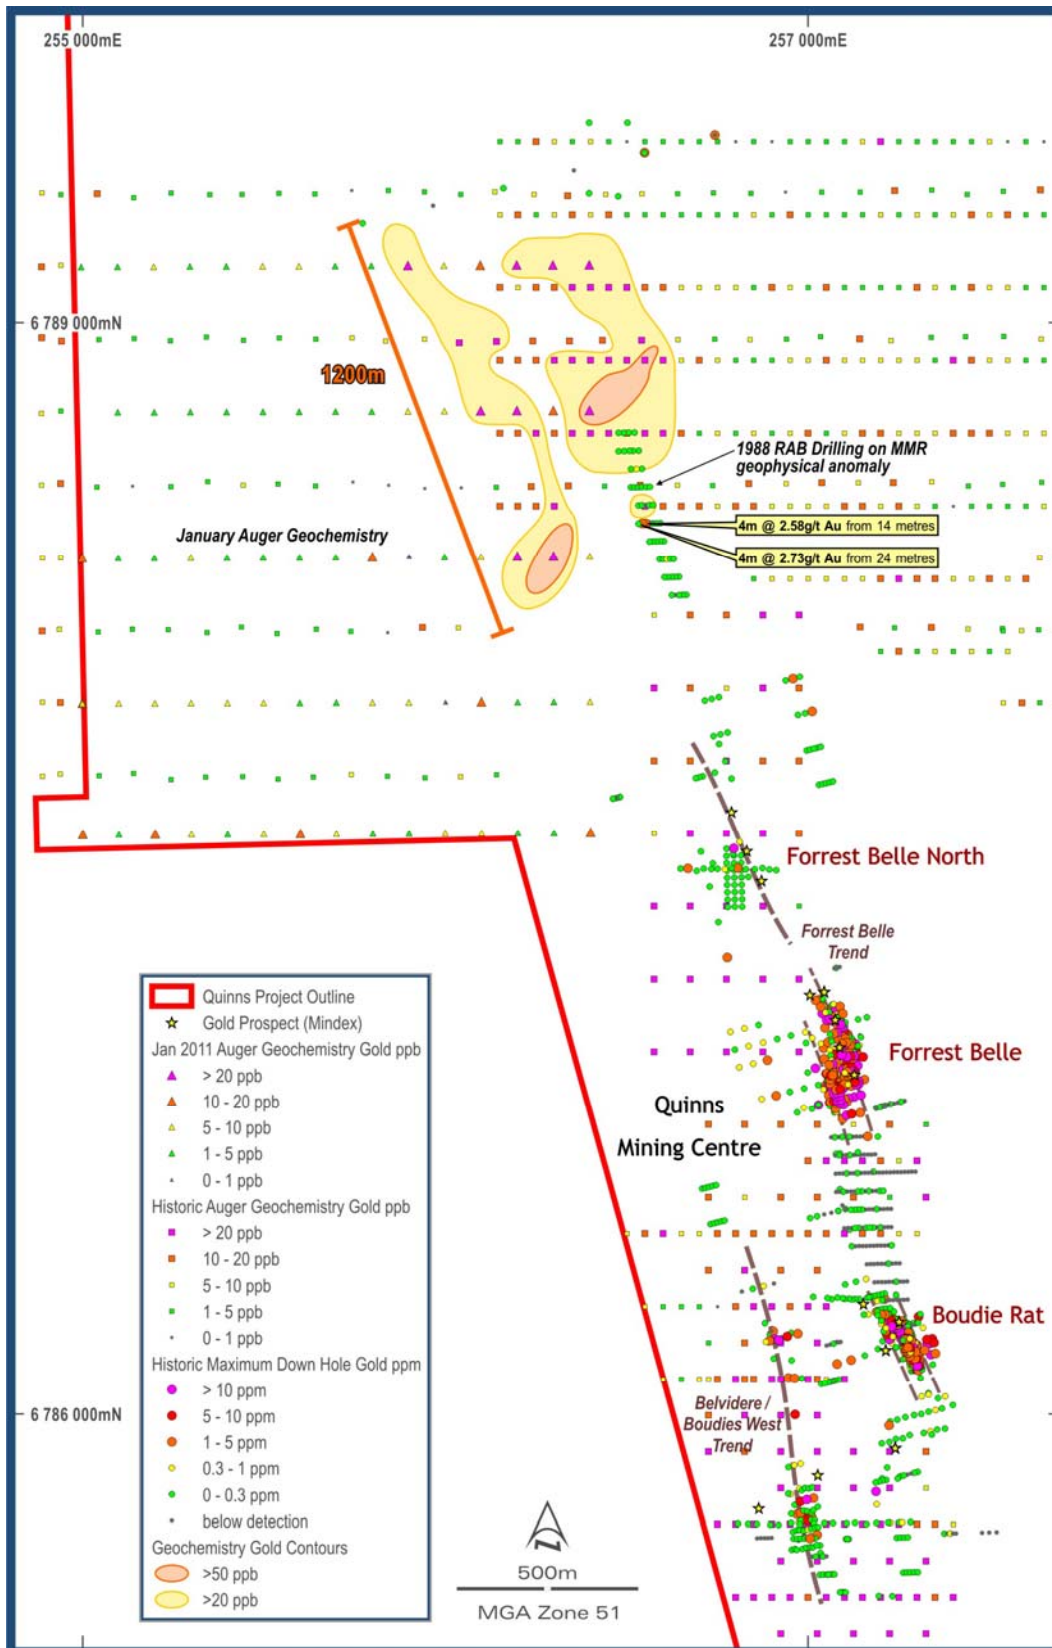 255 000mE
257 000mE
6 789 000mN
1200m
1988 RAB Drilling on MMR
geophysical anomaly
4m @ 2.58g/t Au from 14 metres
January Auger Geochemistry
4m @ 2.73g/t Au from 24 metres
Forrest Belle North
Forrest Belle
Trend
Forrest Belle
Quinns
Mining Centre
Boudie Rat
Belvidere /
Boudies West
Trend
6 786 000mN
Quinns Project Outline
Gold Prospect (Mindex)
Jan 2011 Auger Geochemistry Gold ppb
> 20 ppb
10 - 20 ppb
5 - 10 ppb
1 - 5 ppb
0 - 1 ppb
Historic Auger Geochemistry Gold ppb
> 20 ppb
10 - 20 ppb
5 - 10 ppb
1 - 5 ppb
0 - 1 ppb
Historic Maximum Down Hole Gold ppm
> 10 ppm
5 - 10 ppm
1 - 5 ppm
0.3 - 1 ppm
0 - 0.3 ppm
below detection
Geochemistry Gold Contours
>50 ppb
>20 ppb
N
500m
MGA Zone 51